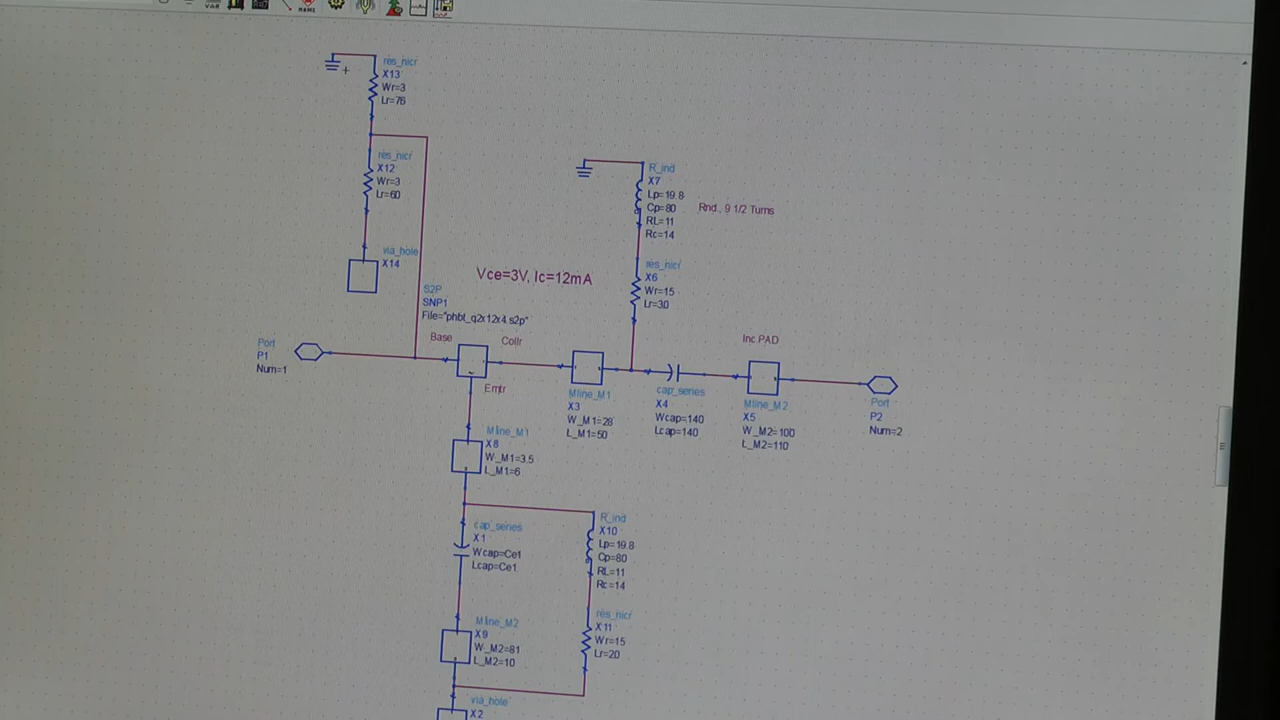 VAR
NAME
res_nicr
X13
Wr=3
Lr=76
res_nicr
X12
Wr=3
Lr=60
via_hole
X14
R_ind
X7
Lp=19.8
Cp=80
RL=11
Rc=14
Rnd., 9 1/2 Turns
res_nicr
X6
Wr=15
Lr=30
Vce=3V, Ic=12mA
S2P
SNP1
File="phbt_q2x12x4.s2p"
Base
Collr
Emtr
Port
P1
Num=1
Mline_M1
X3
W_M1=28
L_M1=50
cap_series
X4
Wcap=140
Lcap=140
Inc.PAD
Mline_M2
X5
W_M2=100
L_M2=110
Port
P2
Num=2
Mline_M1
X8
W_M1=3.5
L_M1=6
cap_series
X1
Wcap=Ce1
Lcap=Ce1
R_ind
X10
Lp=19.8
Cp=80
RL=11
Rc=14
Mline_M2
X9
W_M2=81
L_M2=10
res_nicr
X11
Wr=15
Lr=20
via_hole
X2